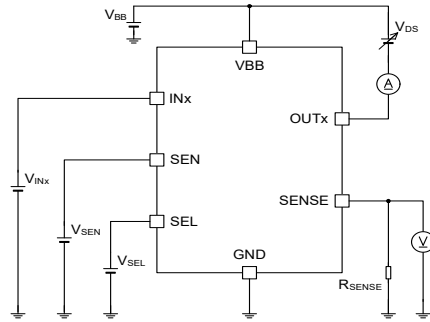 VBB
VDS
VBB
INx
A
OUTx
SEN
VINx
SENSE
SEL
VSEN
V
VSEL
GND
RSENSE